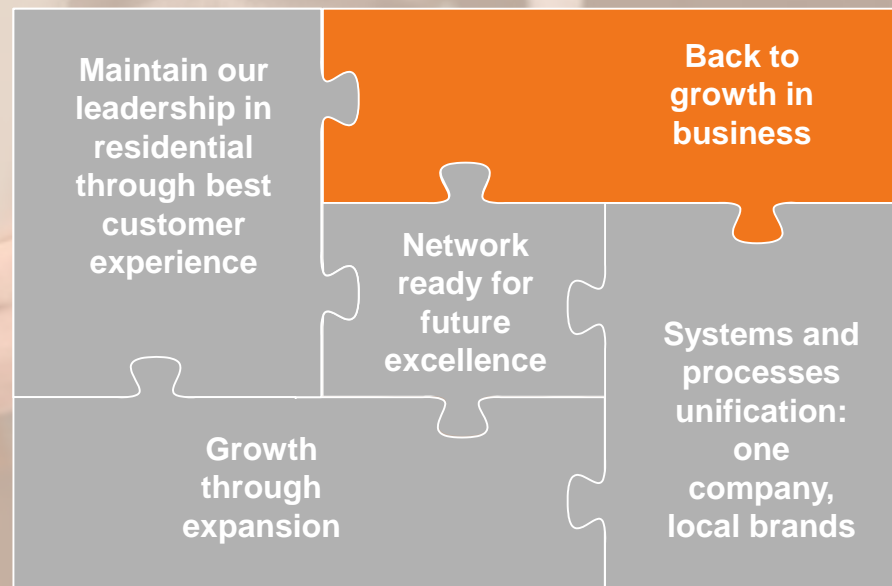 Maintain our
leadership in
residential
through best
customer
experience
Back to
growth in
business
Network
ready for
future
excellence
Systems and
processes
unification:
one
company,
local brands
Growth
through
expansion